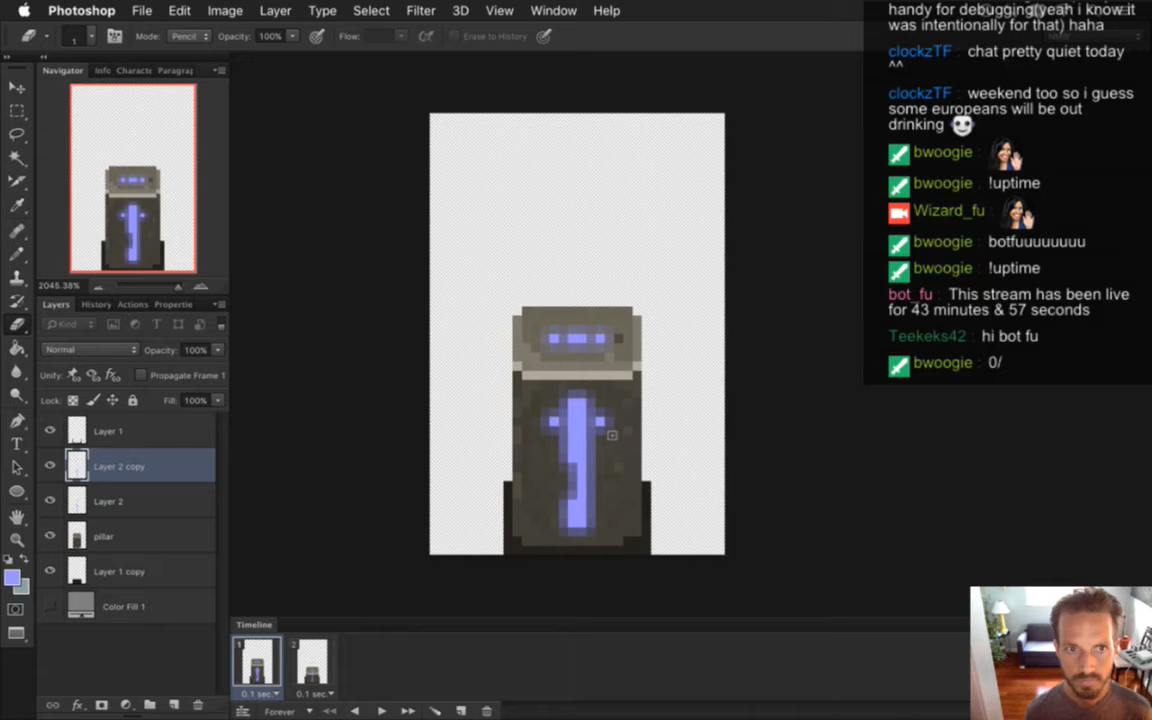 Photoshop File Edit Image Layer Type Select Filter 3D View Window Help
1 Mode: Pencil Opacity: 100% Flow: Erase to History
Navigator Info Characte Paragrap
2045.38%
Layers History Actions Propertie
Kind
Normal Opacity: 100%
Unify: Propagate Frame 1
Lock: Fill: 100%
Layer 1
Layer 2 copy
Layer 2
pillar
Layer 1 copy
Color Fill 1
Timeline
1 2
0.1 sec. 0.1 sec.
Forever
handy for debugging(yeah i know it
was intentionally for that) haha
clockzTF : chat pretty quiet today
^^
clockzTF : weekend too so i guess
some europeans will be out
drinking
bwoogie :
bwoogie : !uptime
Wizard_fu :
bwoogie : botfuuuuuuuu
bwoogie : !uptime
bot_fu : This stream has been live
for 43 minutes & 57 seconds
Teekeks42 : hi bot fu
bwoogie : 0/